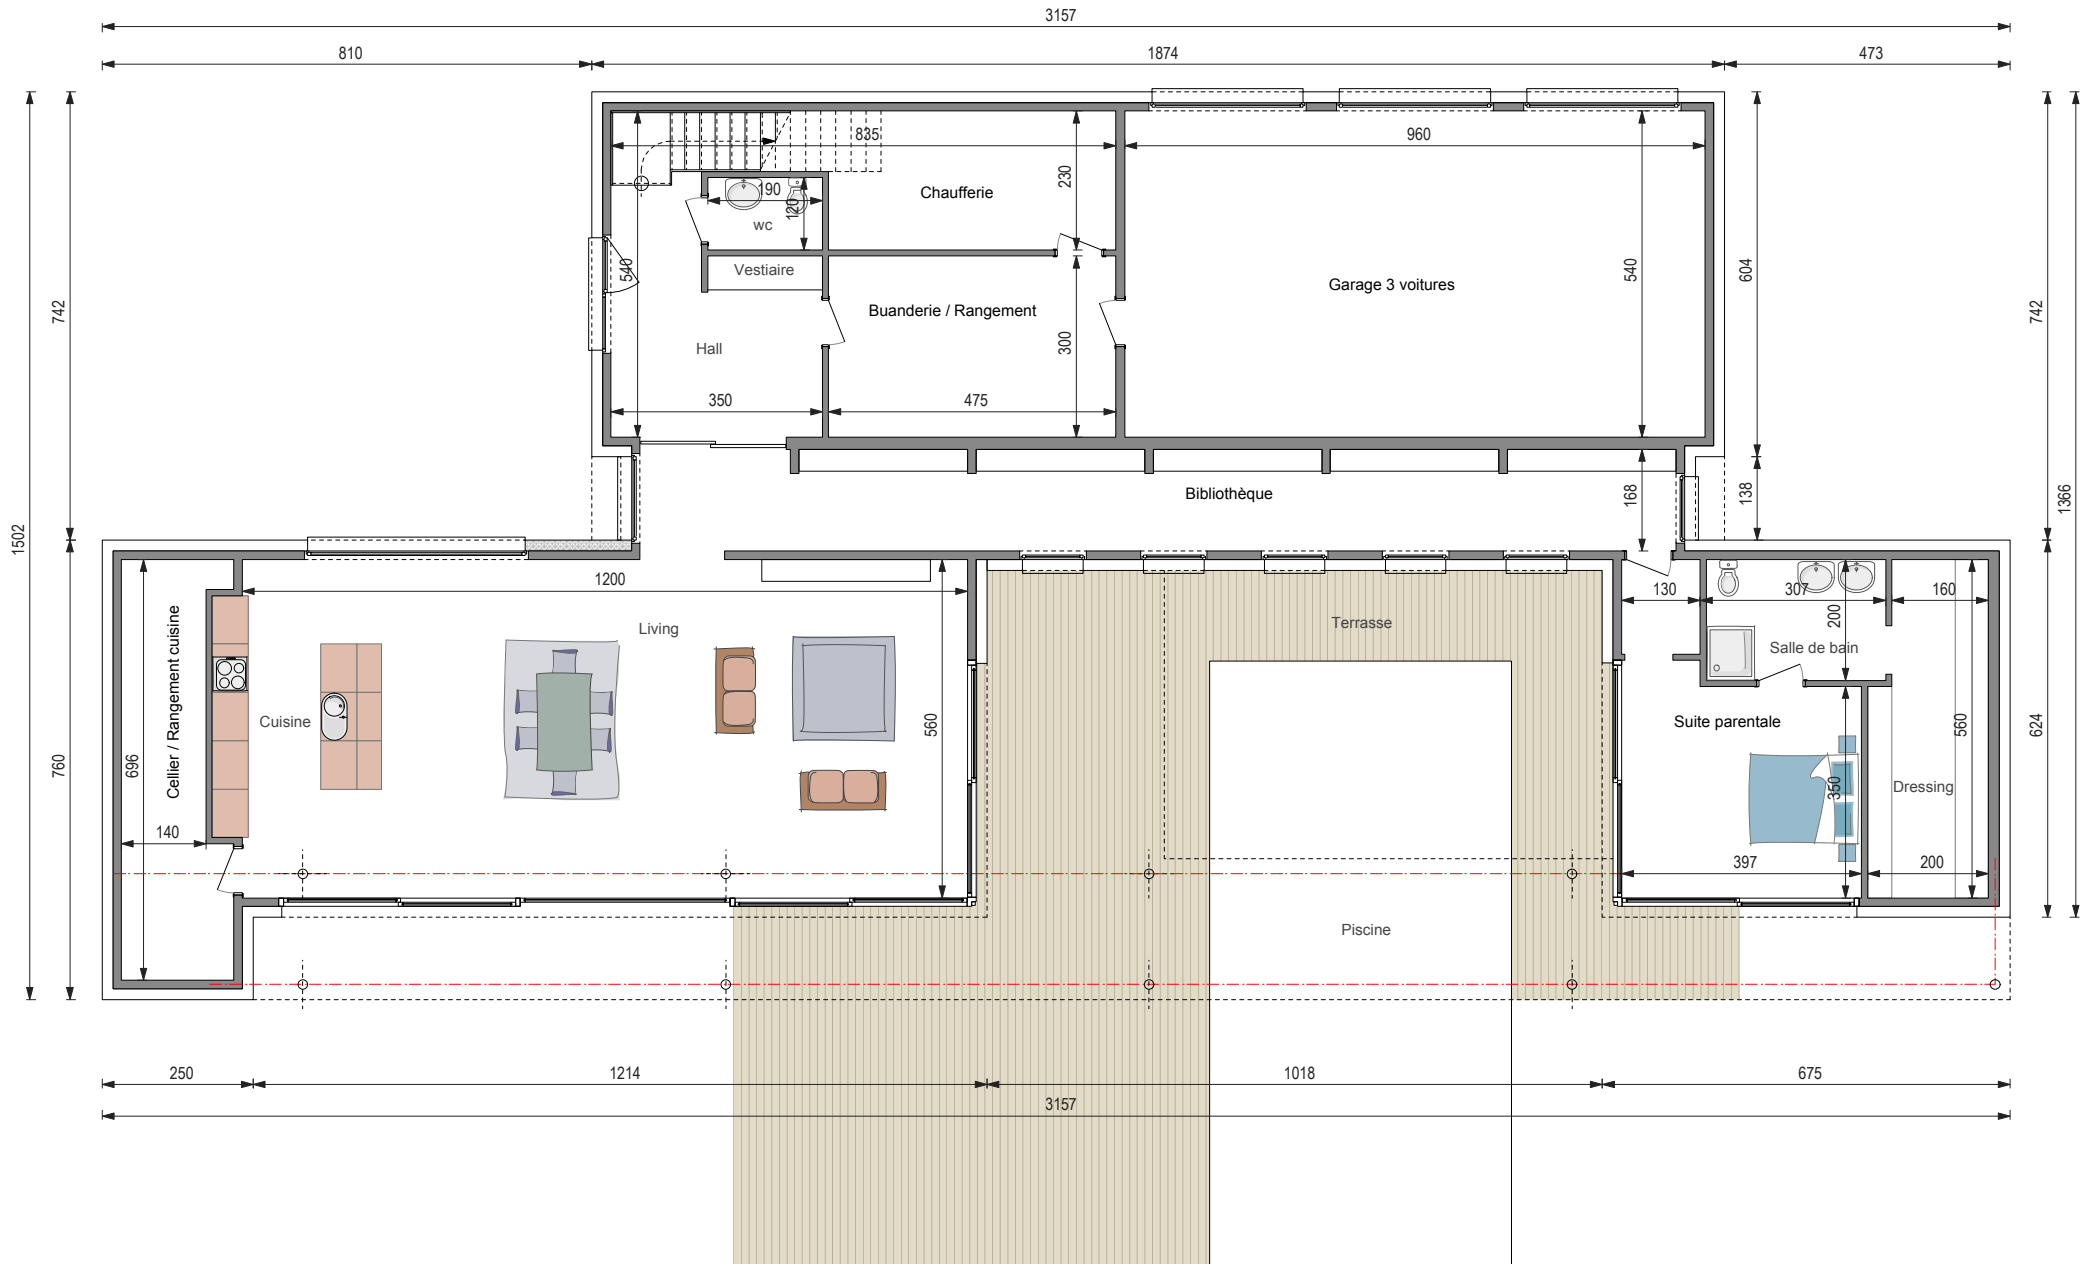 3157
810
1874
473
835
960
230
Chaufferie
190
120
wc
Vestiaire
540
742
604
540
742
Garage 3 voitures
Buanderie / Rangement
300
Hall
350
475
1502
Bibliothèque
168
138
1366
1200
Living
Cellier / Rangement cuisine
Cuisine
696
140
560
760
Terrasse
130
307
160
200
Salle de bain
Suite parentale
560
624
350
Dressing
397
200
Piscine
250
1214
1018
675
3157